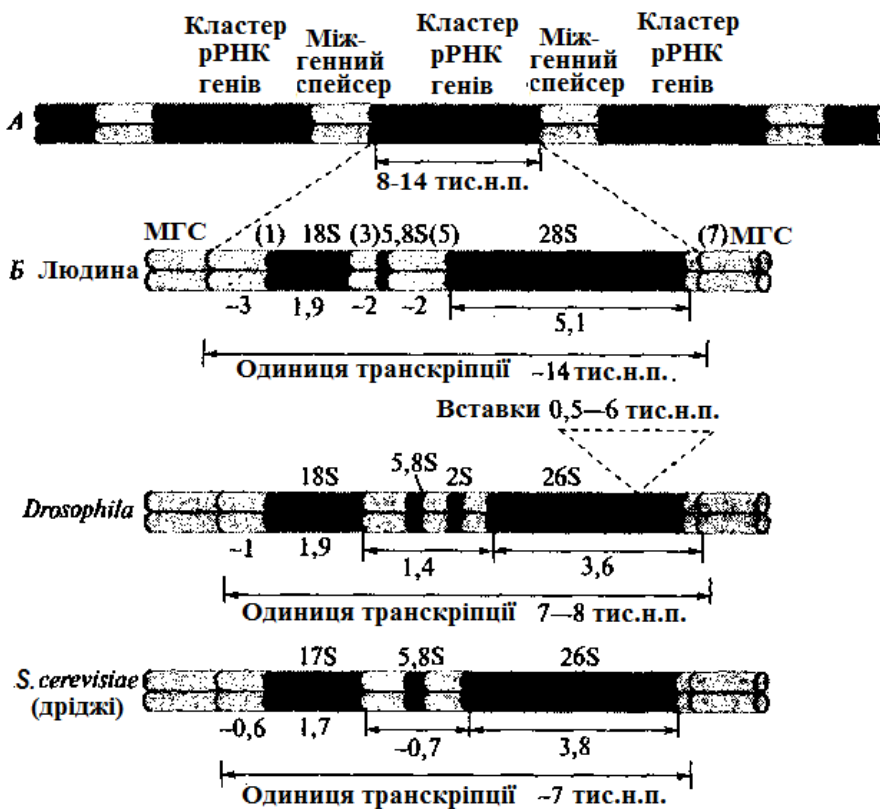 Кластер рРНК генів
Між-генний спейсер
Кластер рРНК генів
Між-генний спейсер
Кластер рРНК генів
А
8-14 тис.н.п.
МГС (1) 18S (3) 5,8S (5) 28S (7) МГС
Б Людина
~3 1,9 ~2 ~2 5,1
Одиниця транскріпції ~14 тис.н.п..
Вставки 0,5—6 тис.н.п.
18S 5,8S 2S 26S
Drosophila
~1 1,9 1,4 3,6
Одиниця транскріпції 7—8 тис.н.п.
17S 5,8S 26S
S. cerevisiae
(дріджі)
~0,6 1,7 ~0,7 3,8
Одиниця транскріпції ~7 тис.н.п.